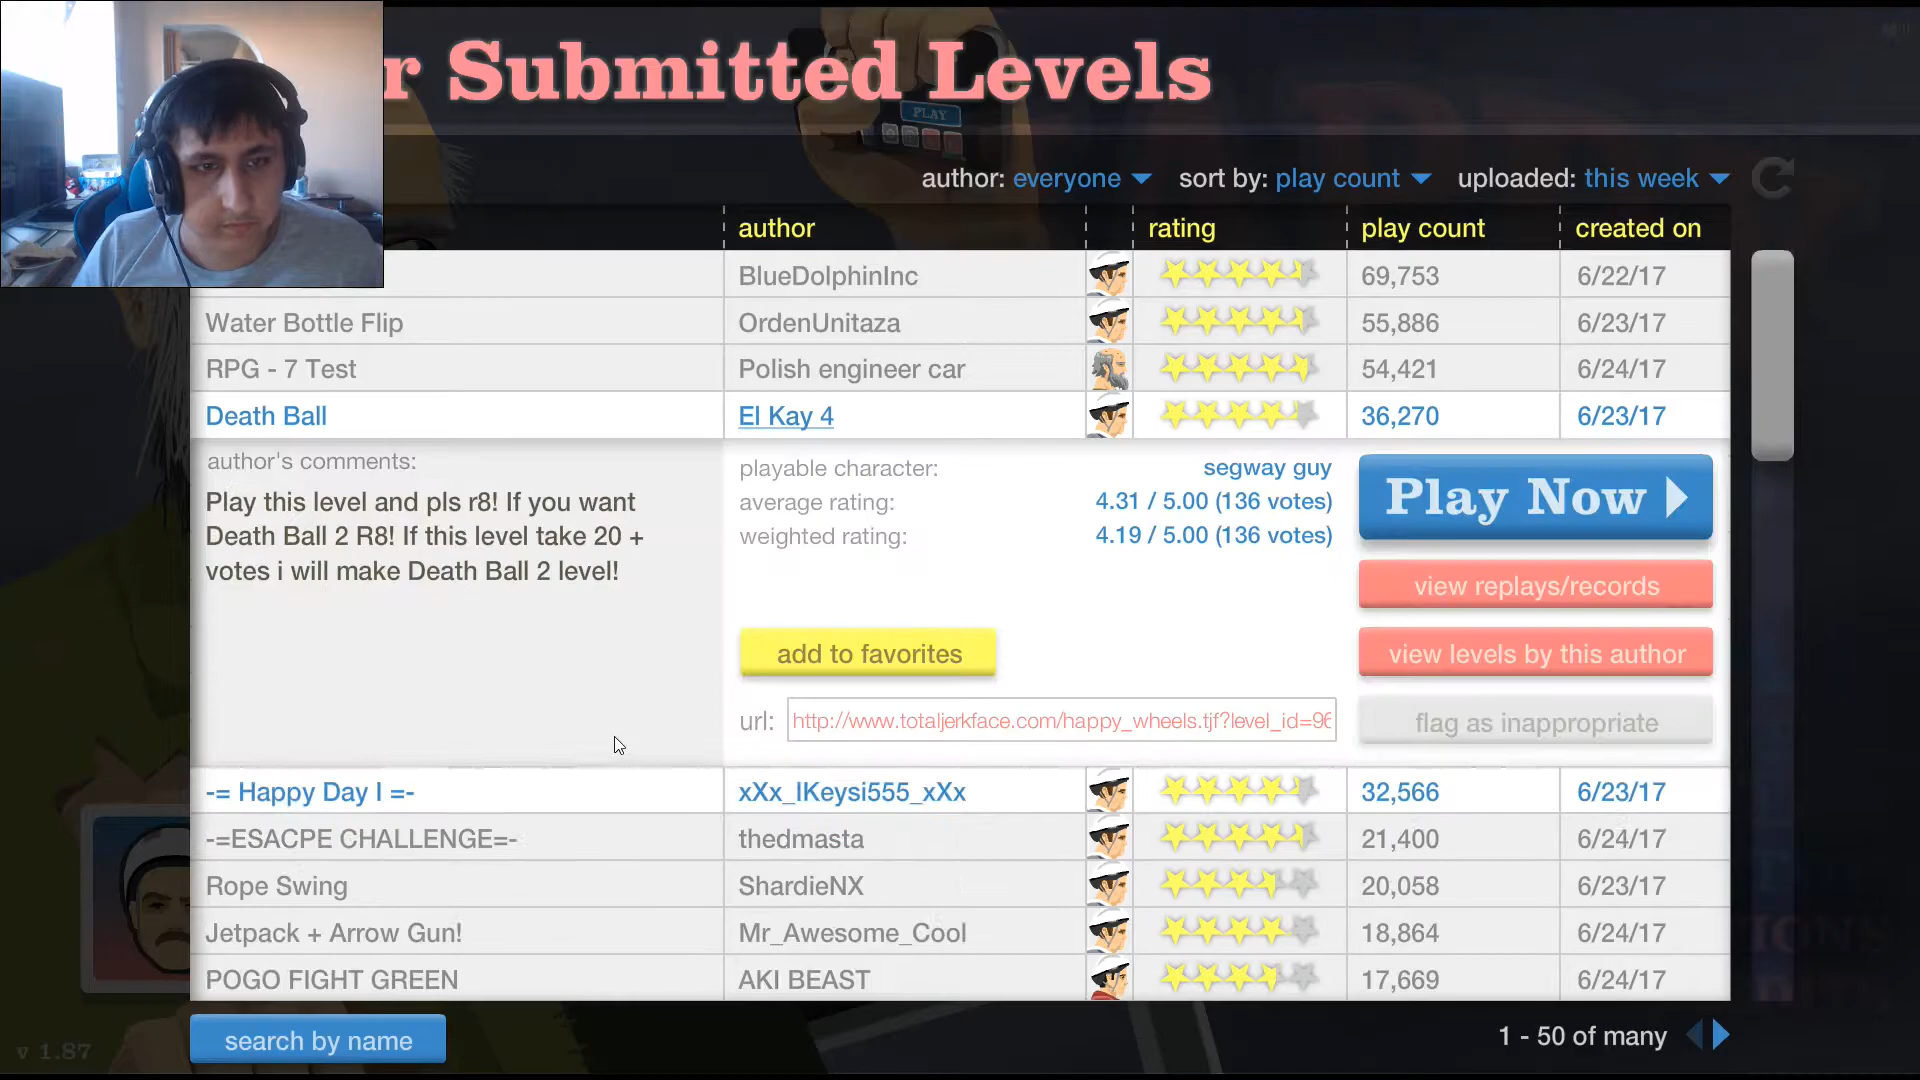 r Submitted Levels
PLAY
author: everyone sort by: play count uploaded: this week
author rating play count created on
BlueDolphinInc 69,753 6/22/17
Water Bottle Flip OrdenUnitaza 55,886 6/23/17
RPG - 7 Test Polish engineer car 54,421 6/24/17
Death Ball El Kay 4 36,270 6/23/17
author's comments:
Play this level and pls r8! If you want
Death Ball 2 R8! If this level take 20 +
votes i will make Death Ball 2 level!
playable character: segway guy
average rating: 4.31 / 5.00 (136 votes)
weighted rating: 4.19 / 5.00 (136 votes)
add to favorites
url: http://www.totaljerkface.com/happy_wheels.tjf?level_id=96
Play Now
view replays/records
view levels by this author
flag as inappropriate
-= Happy Day I =- xXx_IKeysi555_xXx 32,566 6/23/17
-=ESACPE CHALLENGE=- thedmasta 21,400 6/24/17
Rope Swing ShardieNX 20,058 6/23/17
Jetpack + Arrow Gun! Mr_Awesome_Cool 18,864 6/24/17
POGO FIGHT GREEN AKI BEAST 17,669 6/24/17
search by name
1 - 50 of many
v 1.87